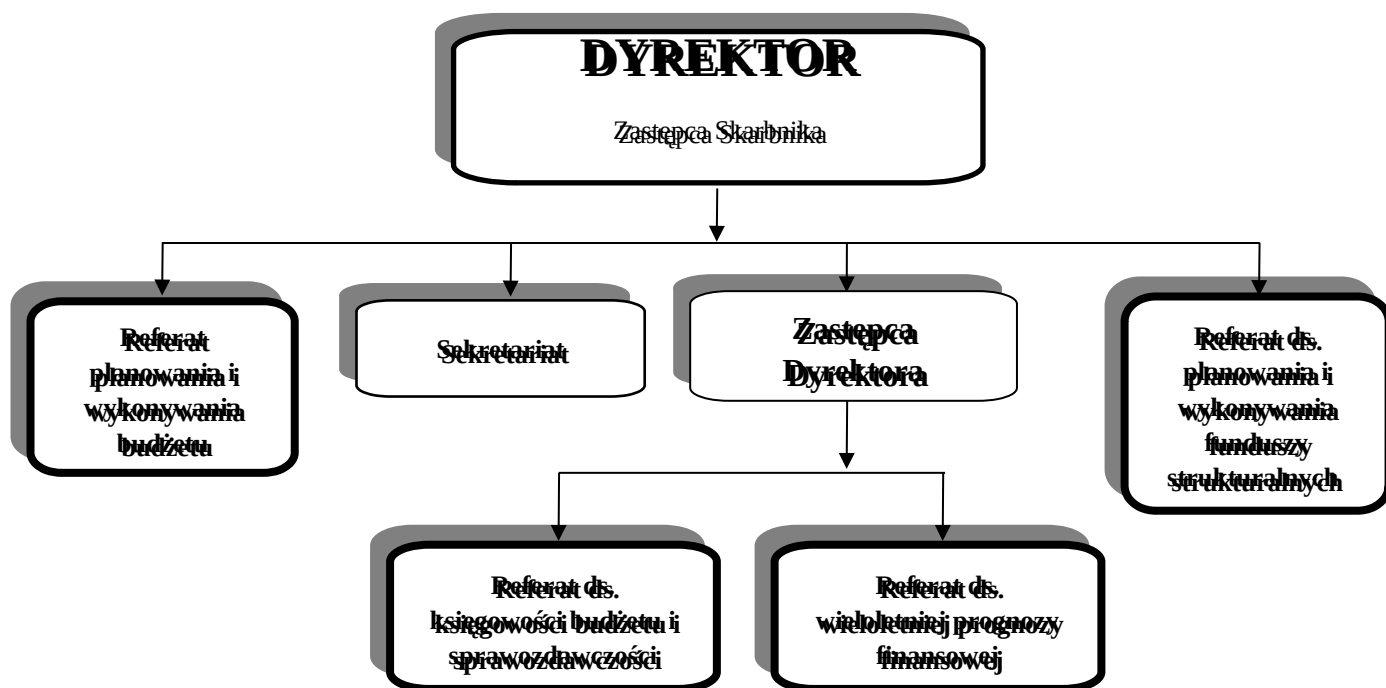 DYREKTOR
Zastępca Skarbnika
Referat
planowania i
wykonywania
budżetu
Sekretariat
Zastępca
Dyrektora
Referat ds.
planowania i
wykonywania
funduszy
strukturalnych
Referat ds.
księgowości budżetu i
sprawozdawczości
Referat ds.
wieloletniej prognozy
finansowej